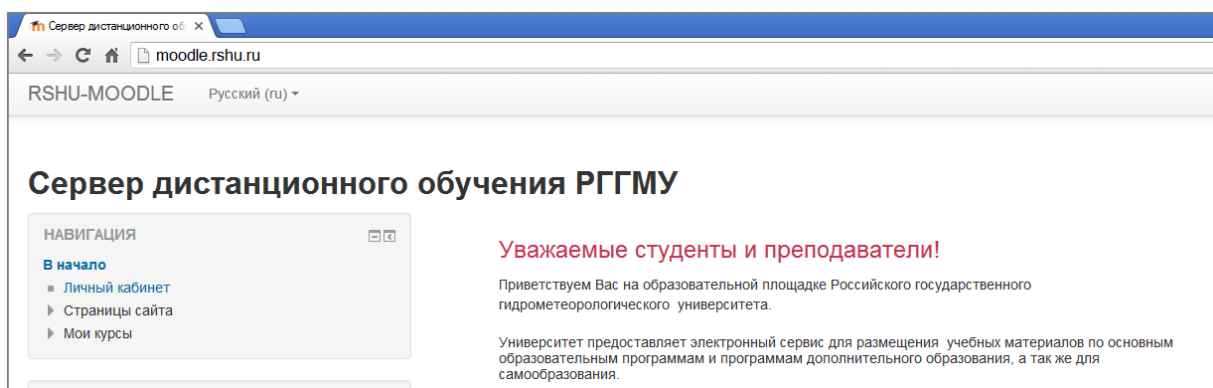 Сервер дистанционного об
moodle.rshu.ru
RSHU-MOODLE Русский (ru)
Сервер дистанционного обучения РГГМУ
НАВИГАЦИЯ
В начало
Личный кабинет
Страницы сайта
Мои курсы
Уважаемые студенты и преподаватели!
Приветствуем Вас на образовательной площадке Российского государственного
гидрометеорологического университета.
Университет предоставляет электронный сервис для размещения учебных материалов по основным
образовательным программам и программам дополнительного образования, а так же для
самообразования.